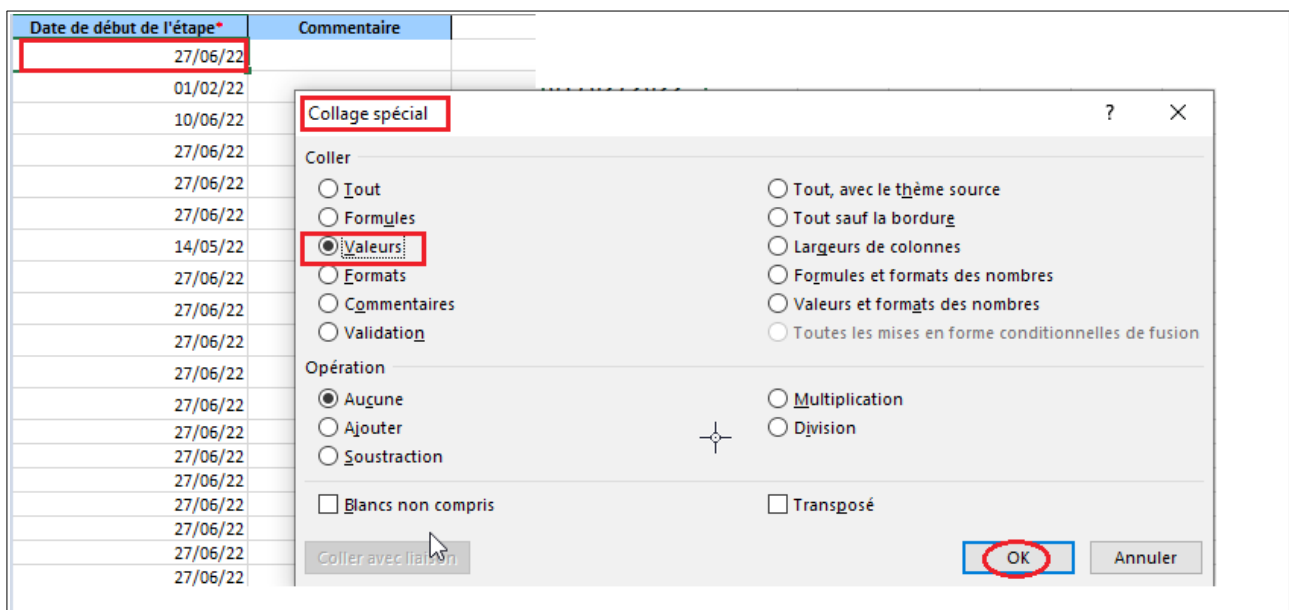 Date de début de l'étape* Commentaire
27/06/22
01/02/22
10/06/22
27/06/22
27/06/22
27/06/22
14/05/22
27/06/22
27/06/22
27/06/22
27/06/22
27/06/22
27/06/22
27/06/22
27/06/22
27/06/22
27/06/22
27/06/22
27/06/22
Collage spécial ? ×
Coller
Tout Tout, avec le thème source
Formules Tout sauf la bordure
Valeurs Largeurs de colonnes
Formats Formules et formats des nombres
Commentaires Valeurs et formats des nombres
Validation Toutes les mises en forme conditionnelles de fusion
Opération
Aucune Multiplication
Ajouter Division
Soustraction
Blancs non compris Transposé
Coller avec liaison OK Annuler